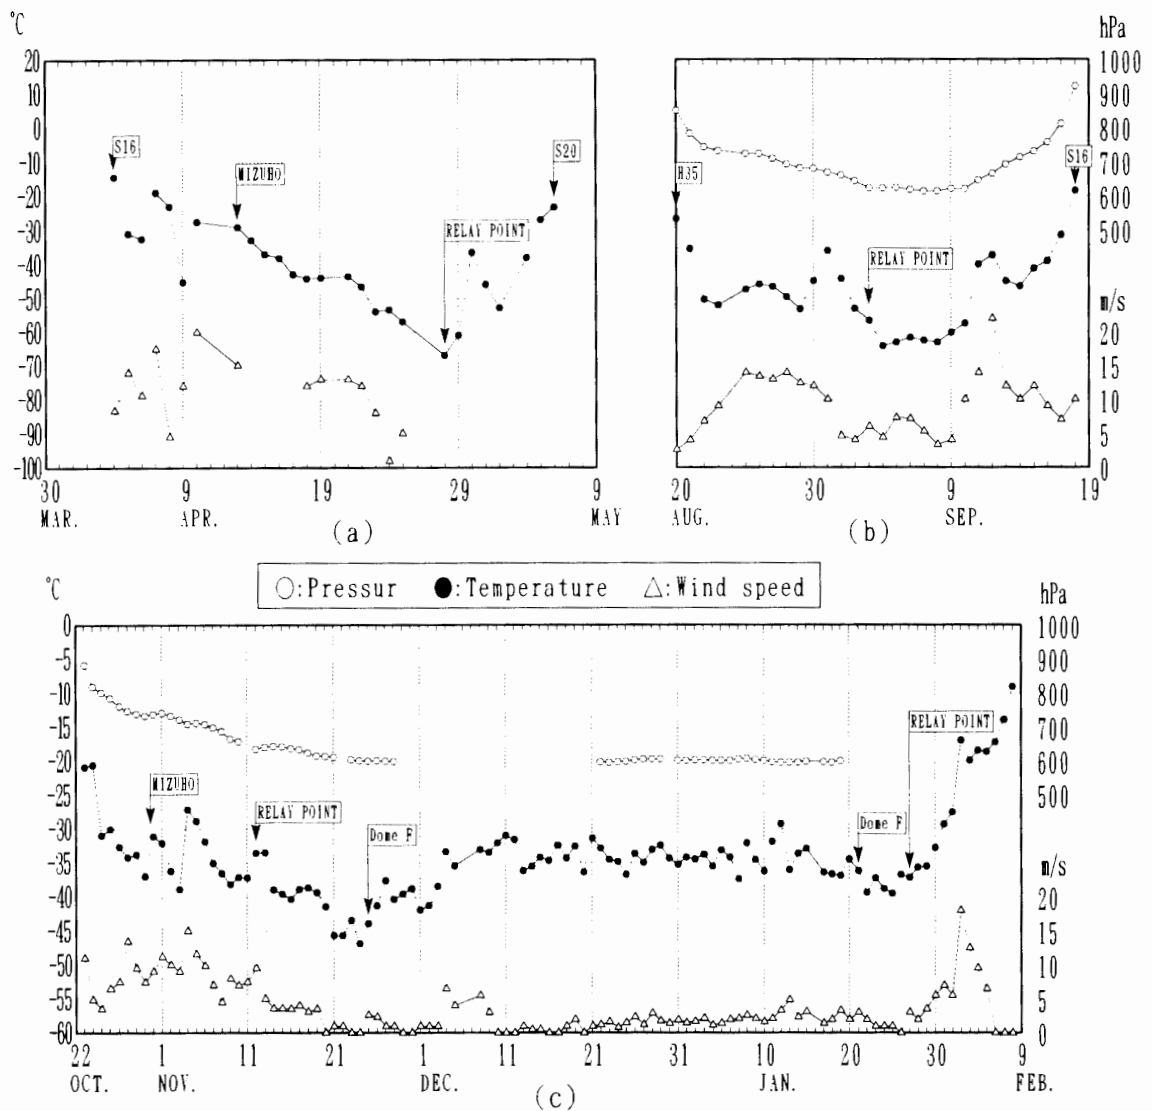 °C
hPa
20
10
0
-10
-20
-30
-40
-50
-60
-70
-80
-90
-100
S16
MIZUHO
RELAY POINT
S20
30
9
19
29
9
MAR.
APR.
MAY
(a)
H35
RELAY POINT
S16
1000
900
800
700
600
500
m/s
20
15
10
5
0
20
30
9
19
AUG.
SEP.
(b)
○:Pressur ●:Temperature △:Wind speed
°C
hPa
0
-5
-10
-15
-20
-25
-30
-35
-40
-45
-50
-55
-60
MIZUHO
RELAY POINT
Dome F
Dome F
RELAY POINT
1000
900
800
700
600
500
m/s
20
15
10
5
0
22
1
11
21
1
11
21
31
10
20
30
9
OCT.
NOV.
DEC.
JAN.
FEB.
(c)